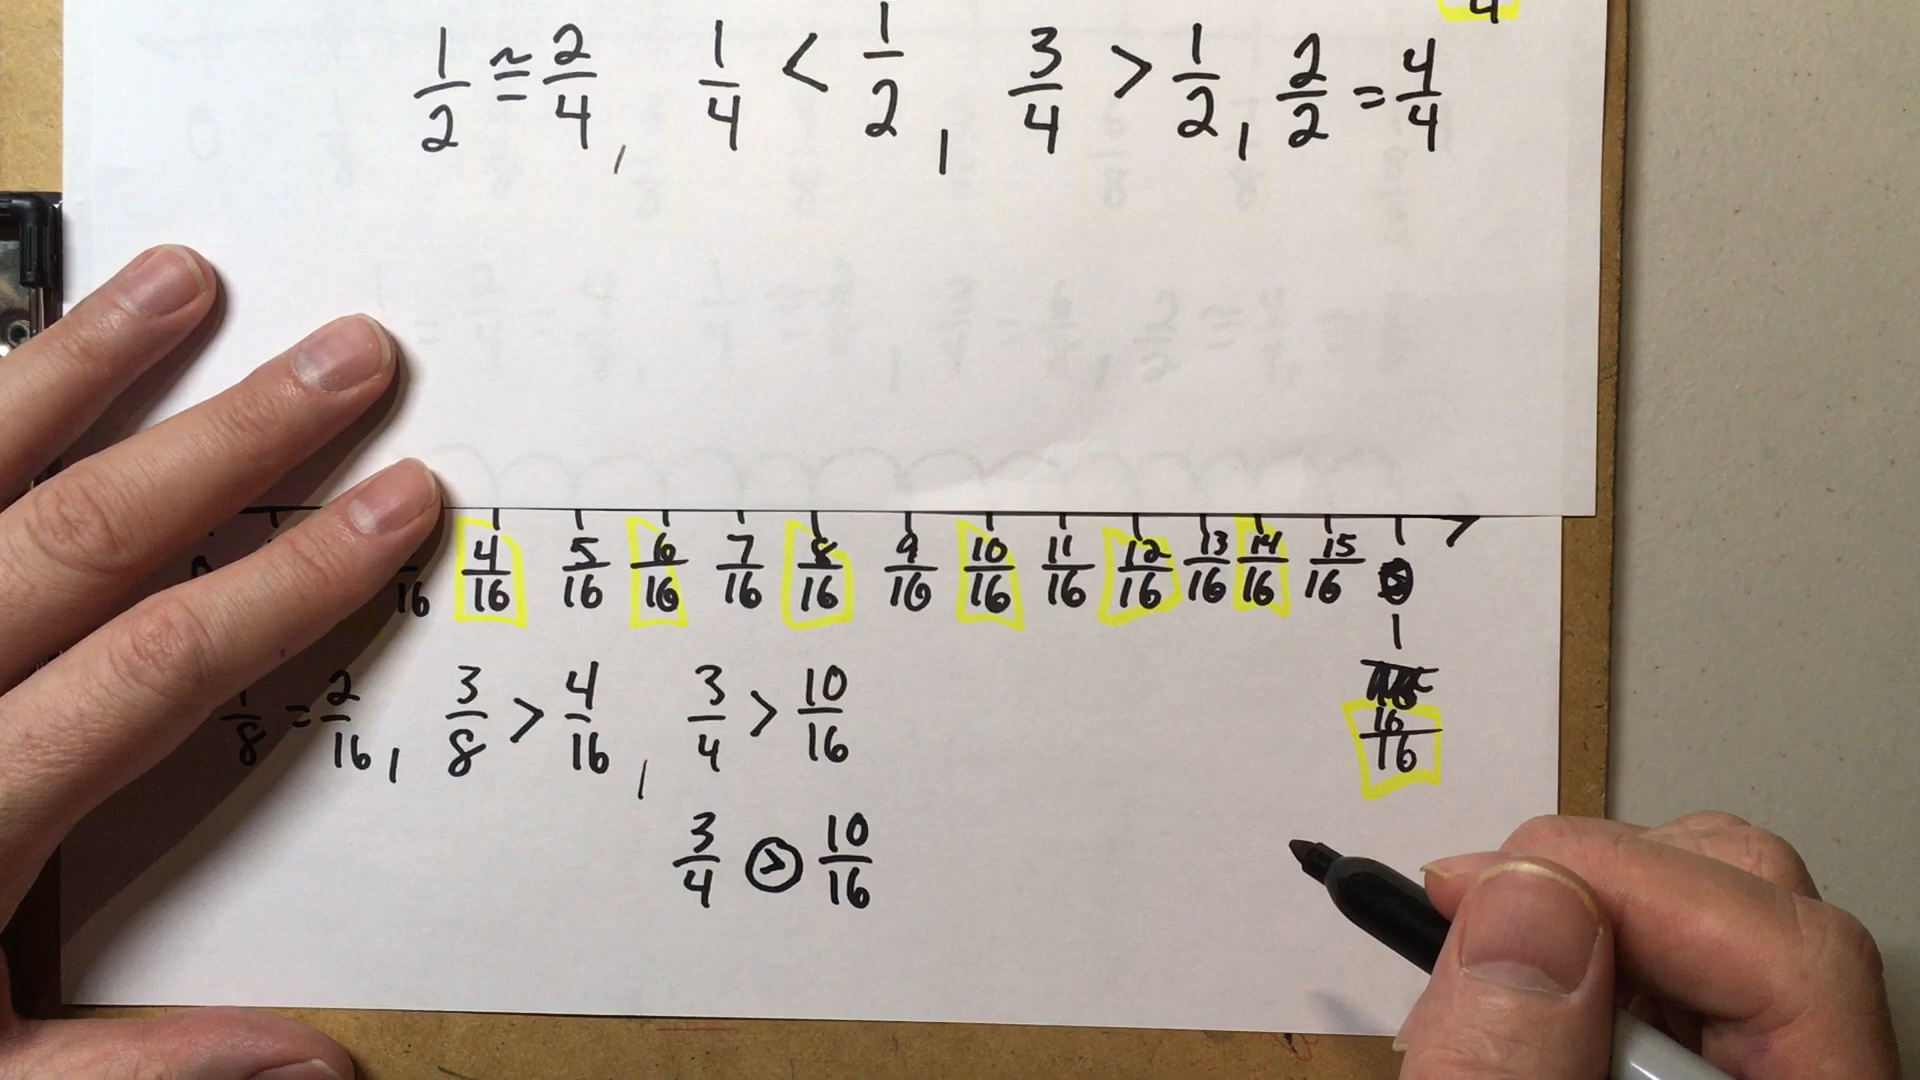 4
1/2 ≅ 2/4, 1/4 < 1/2, 3/4 > 1/2, 2/2 = 4/4
16 4/16 5/16 6/16 7/16 8/16 9/16 10/16 11/16 12/16 13/16 14/16 15/16
1
16/16
1/8 = 2/16, 3/8 > 4/16, 3/4 > 10/16
3/4 > 10/16